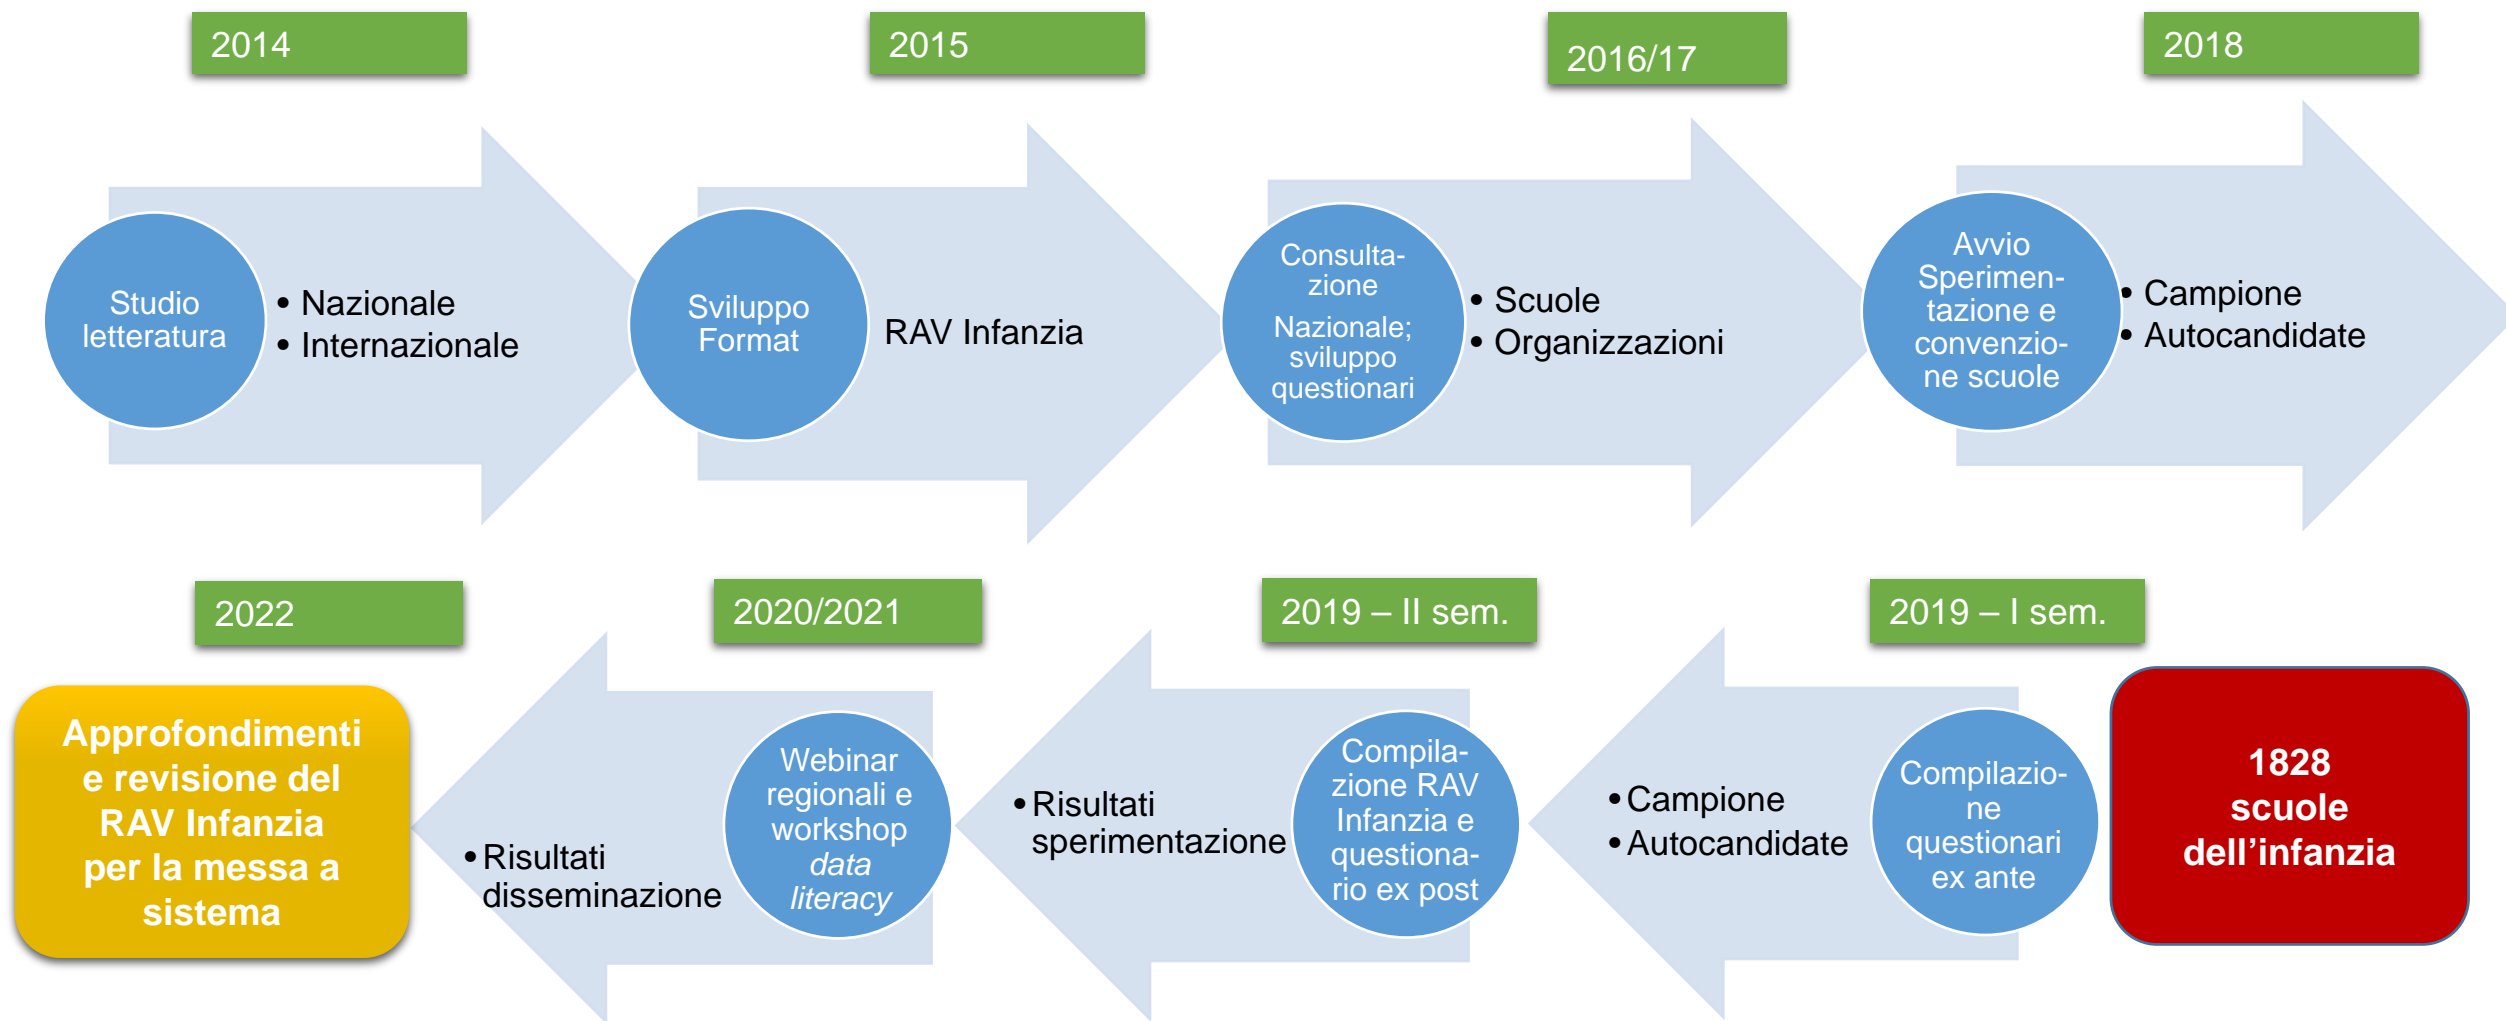 2014
2015
2016/17
2018
Studio
letteratura
• Nazionale
• Internazionale
Sviluppo
Format
RAV Infanzia
Consulta-
zione
Nazionale;
sviluppo
questionari
• Scuole
• Organizzazioni
Avvio
Sperimen-
tazione e
convenzio-
ne scuole
• Campione
• Autocandidate
2022
2020/2021
2019 – II sem.
2019 – I sem.
Approfondimenti
e revisione del
RAV Infanzia
per la messa a
sistema
• Risultati
disseminazione
Webinar
regionali e
workshop
data
literacy
• Risultati
sperimentazione
Compila-
zione RAV
Infanzia e
questiona-
rio ex post
• Campione
• Autocandidate
Compilazio-
ne
questionari
ex ante
1828
scuole
dell’infanzia